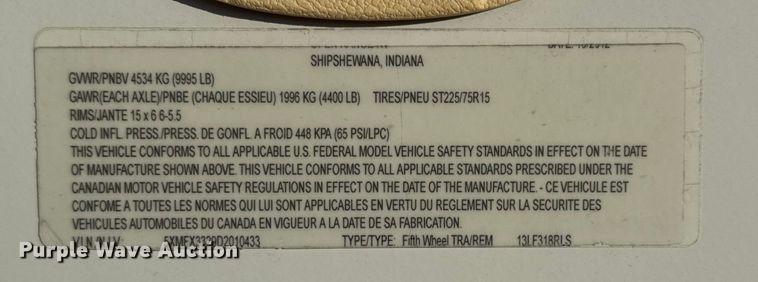 SHIPSHEWANA, INDIANA
GVWR/PNBV 4534 KG (9995 LB)
GAWR(EACH AXLE)/PNBE (CHAQUE ESSIEU) 1996 KG (4400 LB) TIRES/PNEU ST225/75R15
RIMS/JANTE 15 x 6 6-5.5
COLD INFL. PRESS./PRESS. DE GONFL. A FROID 448 KPA (65 PSI/LPC)
THIS VEHICLE CONFORMS TO ALL APPLICABLE U.S. FEDERAL MODEL VEHICLE SAFETY STANDARDS IN EFFECT ON THE DATE
OF MANUFACTURE SHOWN ABOVE. THIS VEHICLE CONFORMS TO ALL APPLICABLE STANDARDS PRESCRIBED UNDER THE
CANADIAN MOTOR VEHICLE SAFETY REGULATIONS IN EFFECT ON THE DATE OF THE MANUFACTURE. - CE VEHICULE EST
CONFOME A TOUTES LES NORMES QUI LUI SONT APPLICABLES EN VERTU DU REGLEMENT SUR LA SECURITE DES
VEHICULES AUTOMOBILES DU CANADA EN VIGUEUR A LA DATE DE SA FABRICATION.
TYPE/TYPE: Fifth Wheel TRA/REM 13LF318RLS
Purple Wave Auction